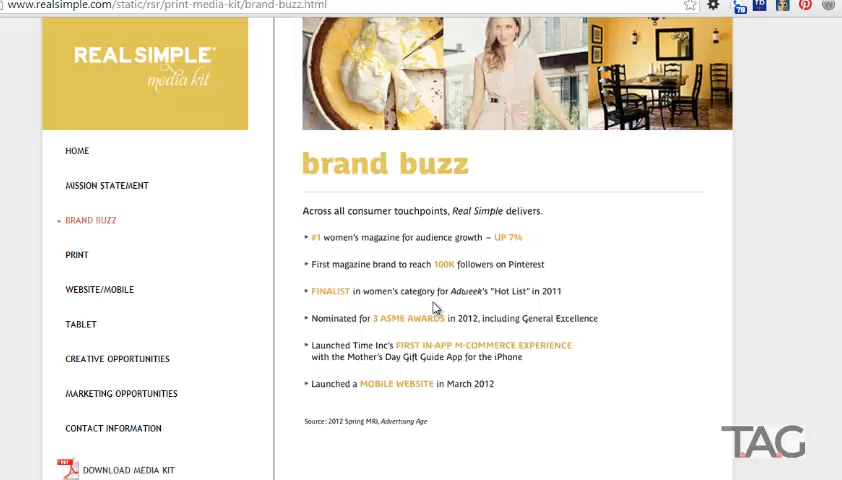 www.realsimple.com/static/rsr/print-media-kit/brand-buzz.html
REAL SIMPLE®
media kit
HOME
MISSION STATEMENT
BRAND BUZZ
PRINT
WEBSITE/MOBILE
TABLET
CREATIVE OPPORTUNITIES
MARKETING OPPORTUNITIES
CONTACT INFORMATION
DOWNLOAD MEDIA KIT
brand buzz
Across all consumer touchpoints, Real Simple delivers.
#1 women's magazine for audience growth – UP 7%
First magazine brand to reach 100K followers on Pinterest
FINALIST in women's category for Adweek's "Hot List" in 2011
Nominated for 3 ASME AWARDS in 2012, including General Excellence
Launched Time Inc's FIRST IN-APP M-COMMERCE EXPERIENCE
with the Mother's Day Gift Guide App for the iPhone
Launched a MOBILE WEBSITE in March 2012
Source: 2012 Spring MRI, Advertising Age
TAG